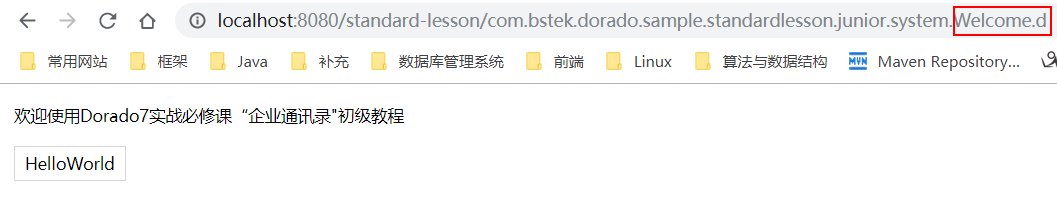 localhost:8080/standard-lesson/com.bstek.dorado.sample.standardlesson.junior.system.Welcome.d
常用网站 框架 Java 补充 数据库管理系统 前端 Linux 算法与数据结构 MVN Maven Repository...
欢迎使用Dorado7实战必修课“企业通讯录"初级教程
HelloWorld